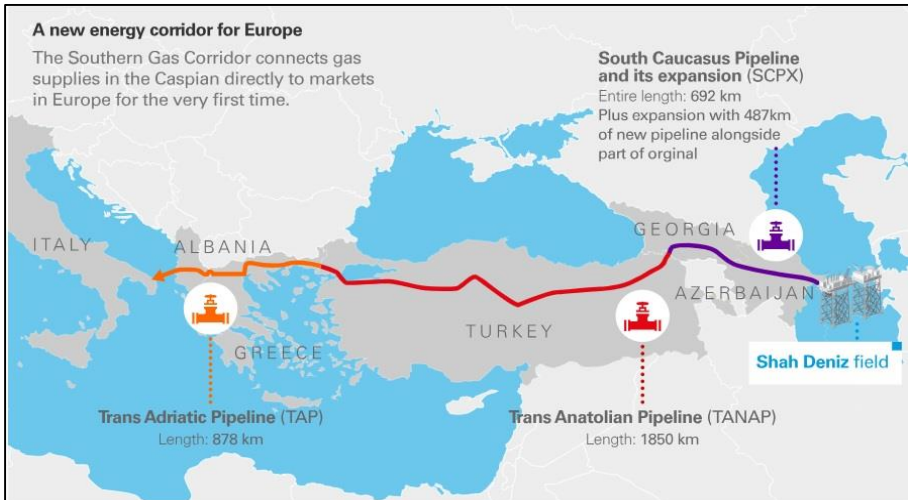 A new energy corridor for Europe
The Southern Gas Corridor connects gas
supplies in the Caspian directly to markets
in Europe for the very first time.
South Caucasus Pipeline
and its expansion (SCPX)
Entire length: 692 km
Plus expansion with 487km
of new pipeline alongside
part of orginal
ITALY
ALBANIA
GEORGIA
AZERBAIJAN
TURKEY
GREECE
Shah Deniz field
Trans Adriatic Pipeline (TAP)
Length: 878 km
Trans Anatolian Pipeline (TANAP)
Length: 1850 km